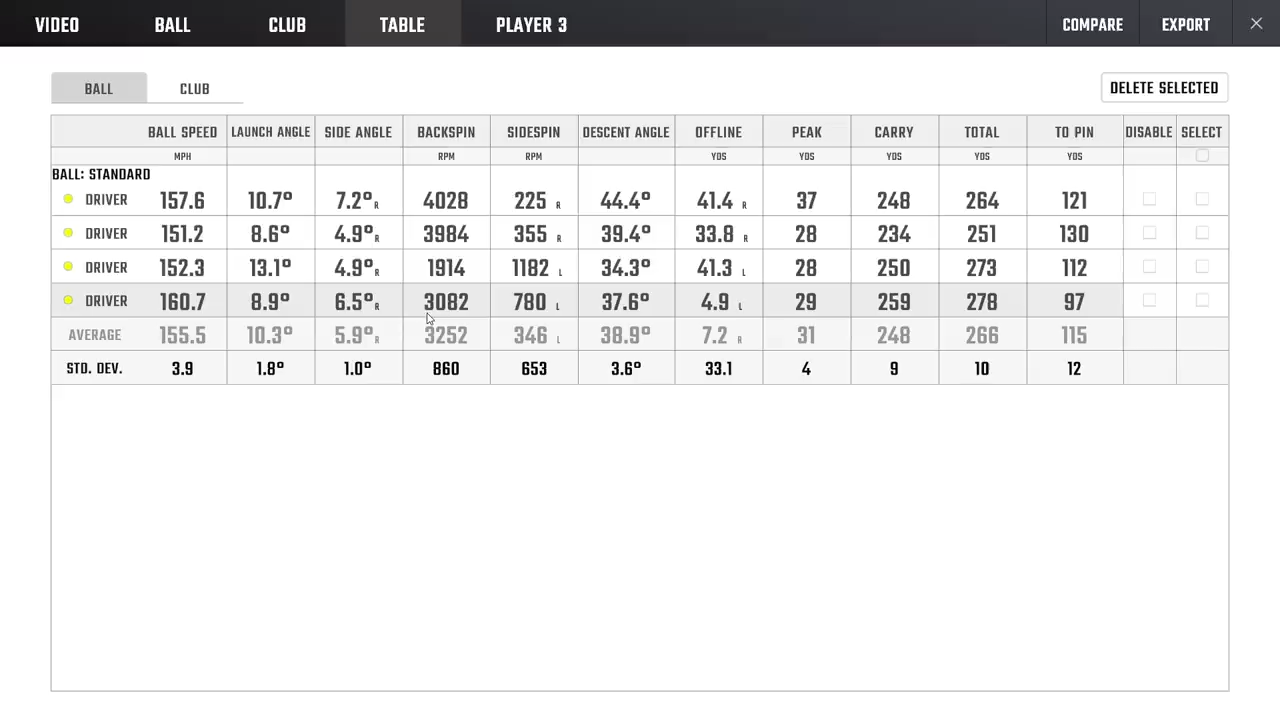 VIDEO BALL CLUB TABLE PLAYER 3 COMPARE EXPORT ×
BALL CLUB DELETE SELECTED
BALL SPEED LAUNCH ANGLE SIDE ANGLE BACKSPIN SIDESPIN DESCENT ANGLE OFFLINE PEAK CARRY TOTAL TO PIN DISABLE SELECT
MPH RPM RPM YDS YDS YDS YDS YDS
BALL: STANDARD
DRIVER 157.6 10.7° 7.2° R 4028 225 R 44.4° 41.4 R 37 248 264 121
DRIVER 151.2 8.6° 4.9° R 3984 355 R 39.4° 33.8 R 28 234 251 130
DRIVER 152.3 13.1° 4.9° R 1914 1182 L 34.3° 41.3 L 28 250 273 112
DRIVER 160.7 8.9° 6.5° R 3082 780 L 37.6° 4.9 L 29 259 278 97
AVERAGE 155.5 10.3° 5.9° R 3252 346 L 38.9° 7.2 R 31 248 266 115
STD. DEV. 3.9 1.8° 1.0° 860 653 3.6° 33.1 4 9 10 12